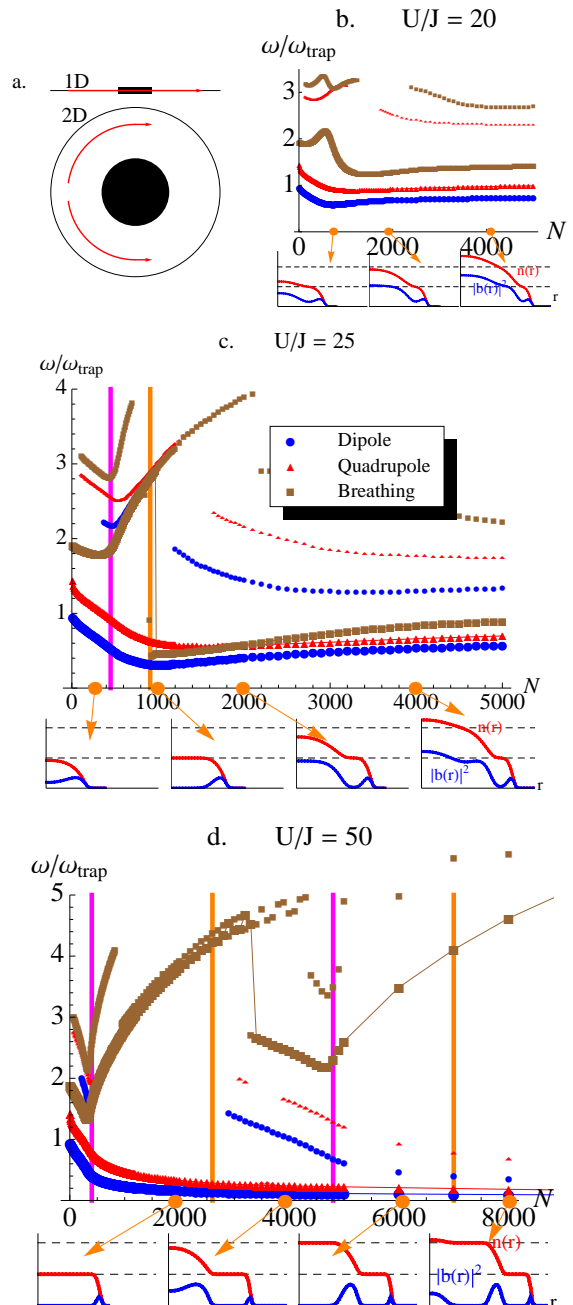 a.
1D
2D
b. U/J = 20
ω/ω_trap
3
2
1
0 2000 4000 N
n(r)
|b(r)|²
r
c. U/J = 25
ω/ω_trap
4
3
2
1
0 1000 2000 3000 4000 5000 N
Dipole
Quadrupole
Breathing
n(r)
|b(r)|²
r
d. U/J = 50
ω/ω_trap
5
4
3
2
1
0 2000 4000 6000 8000 N
n(r)
|b(r)|²
r